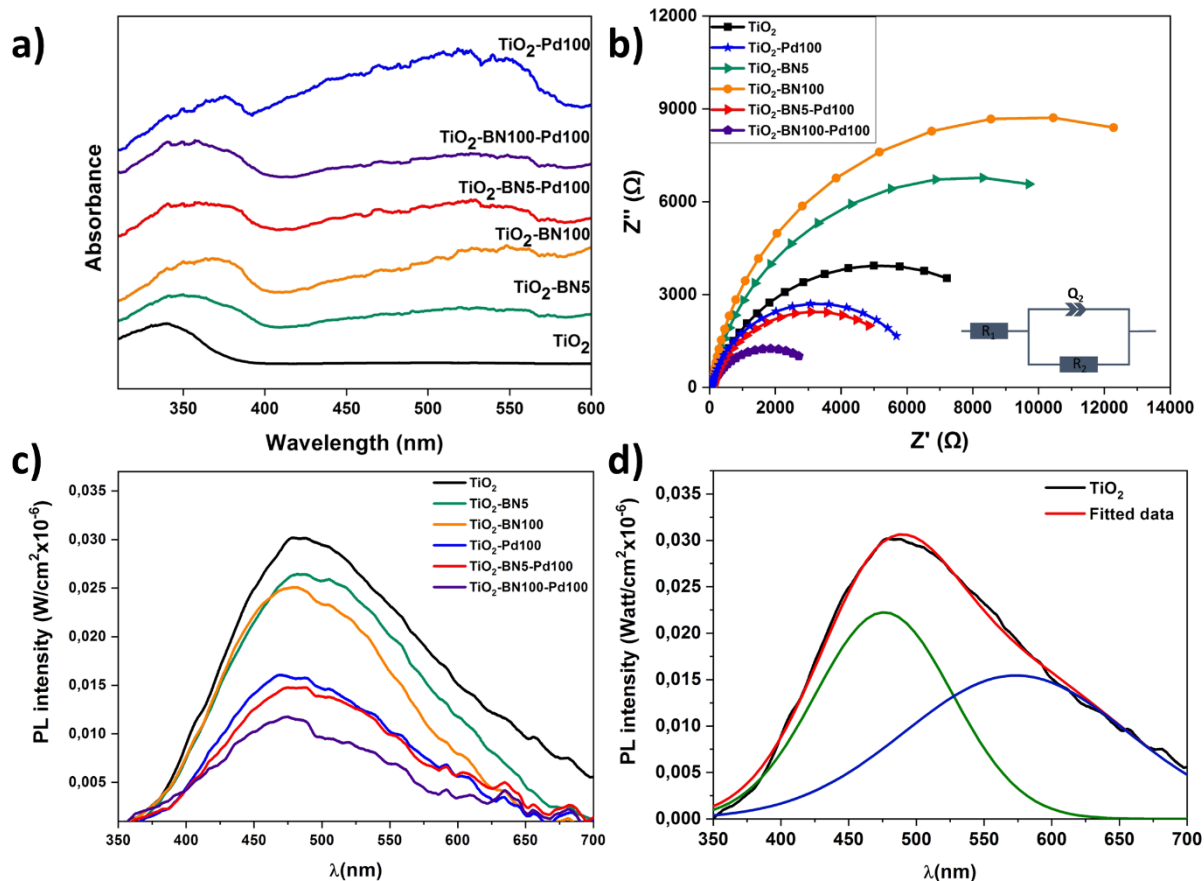 a)
Absorbance
TiO2-Pd100
TiO2-BN100-Pd100
TiO2-BN5-Pd100
TiO2-BN100
TiO2-BN5
TiO2
350 400 450 500 550 600
Wavelength (nm)
b)
Z'' (Ω)
12000
9000
6000
3000
0
TiO2
TiO2-Pd100
TiO2-BN5
TiO2-BN100
TiO2-BN5-Pd100
TiO2-BN100-Pd100
Q2
R1
R2
0 2000 4000 6000 8000 10000 12000 14000
Z' (Ω)
c)
PL intensity (W/cm²x10⁻⁶)
0,035
0,030
0,025
0,020
0,015
0,010
0,005
TiO2
TiO2-BN5
TiO2-BN100
TiO2-Pd100
TiO2-BN5-Pd100
TiO2-BN100-Pd100
350 400 450 500 550 600 650 700
λ(nm)
d)
PL intensity (Watt/cm²x10⁻⁶)
0,035
0,030
0,025
0,020
0,015
0,010
0,005
0,000
TiO2
Fitted data
350 400 450 500 550 600 650 700
λ(nm)